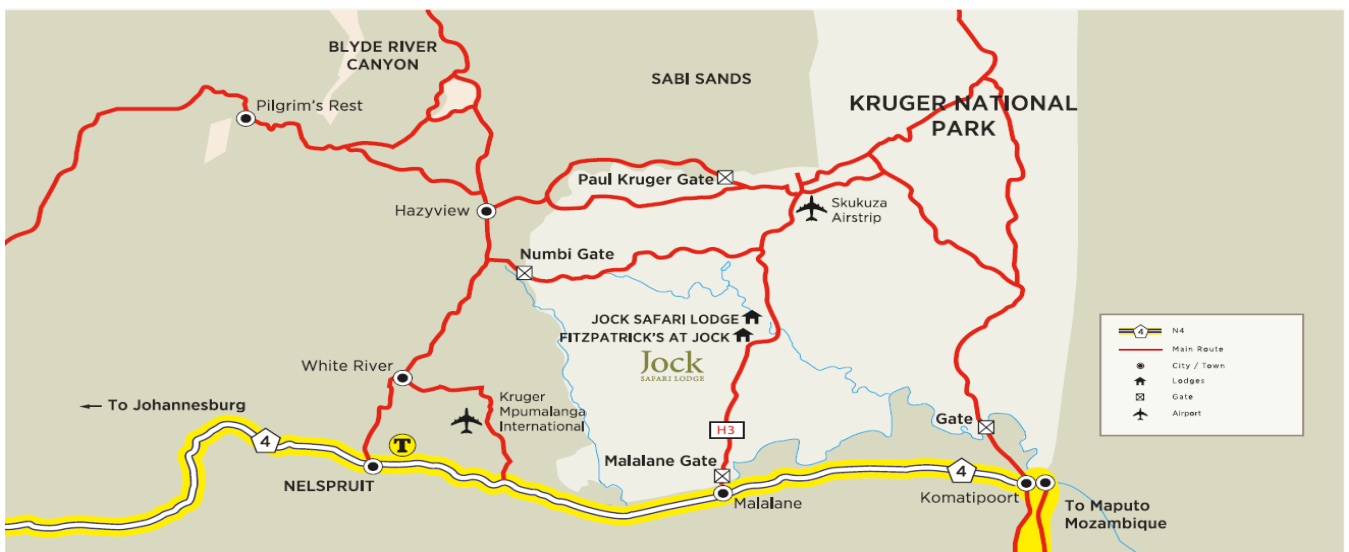 BLYDE RIVER
CANYON
SABI SANDS
Pilgrim's Rest
KRUGER NATIONAL
PARK
Paul Kruger Gate
Hazyview
Skukuza
Airstrip
Numbi Gate
JOCK SAFARI LODGE
FITZPATRICK'S AT JOCK
Jock
SAFARI LODGE
White River
To Johannesburg
Kruger
Mpumalanga
International
4
T
H3
Gate
Malalane Gate
4
NELSPRUIT
Malalane
Komatipoort
To Maputo
Mozambique
4 N4
Main Route
City / Town
Lodges
Gate
Airport